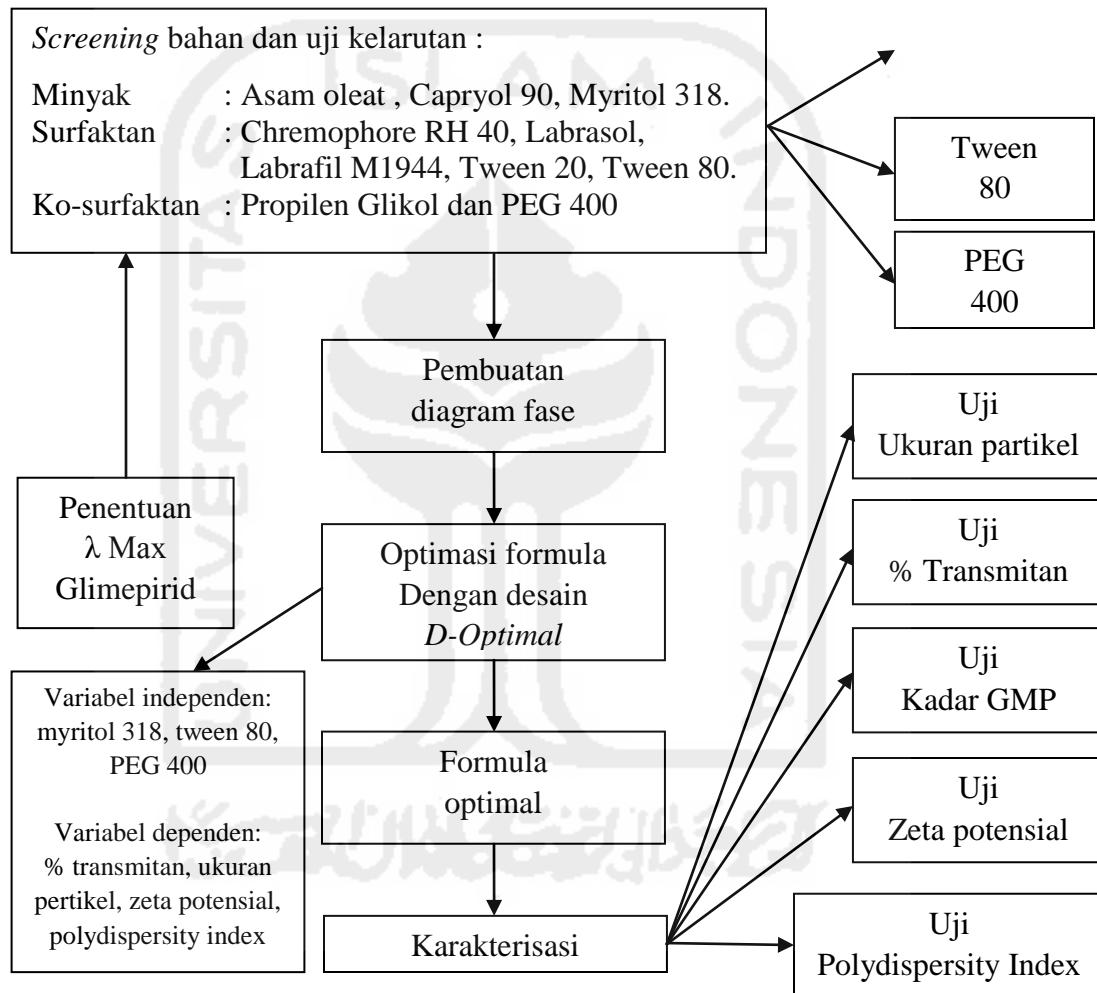 Screening bahan dan uji kelarutan :
Minyak : Asam oleat , Capryol 90, Myritol 318.
Surfaktan : Chremophore RH 40, Labrasol,
Labrafil M1944, Tween 20, Tween 80.
Ko-surfaktan : Propilen Glikol dan PEG 400
Tween
80
PEG
400
Pembuatan
diagram fase
Penentuan
λ Max
Glimepirid
Optimasi formula
Dengan desain
D-Optimal
Variabel independen:
myritol 318, tween 80,
PEG 400
Variabel dependen:
% transmitan, ukuran
pertikel, zeta potensial,
polydispersity index
Formula
optimal
Karakterisasi
Uji
Ukuran partikel
Uji
% Transmitan
Uji
Kadar GMP
Uji
Zeta potensial
Uji
Polydispersity Index
UNIVERSITAS
ISLAM
INDONESIA